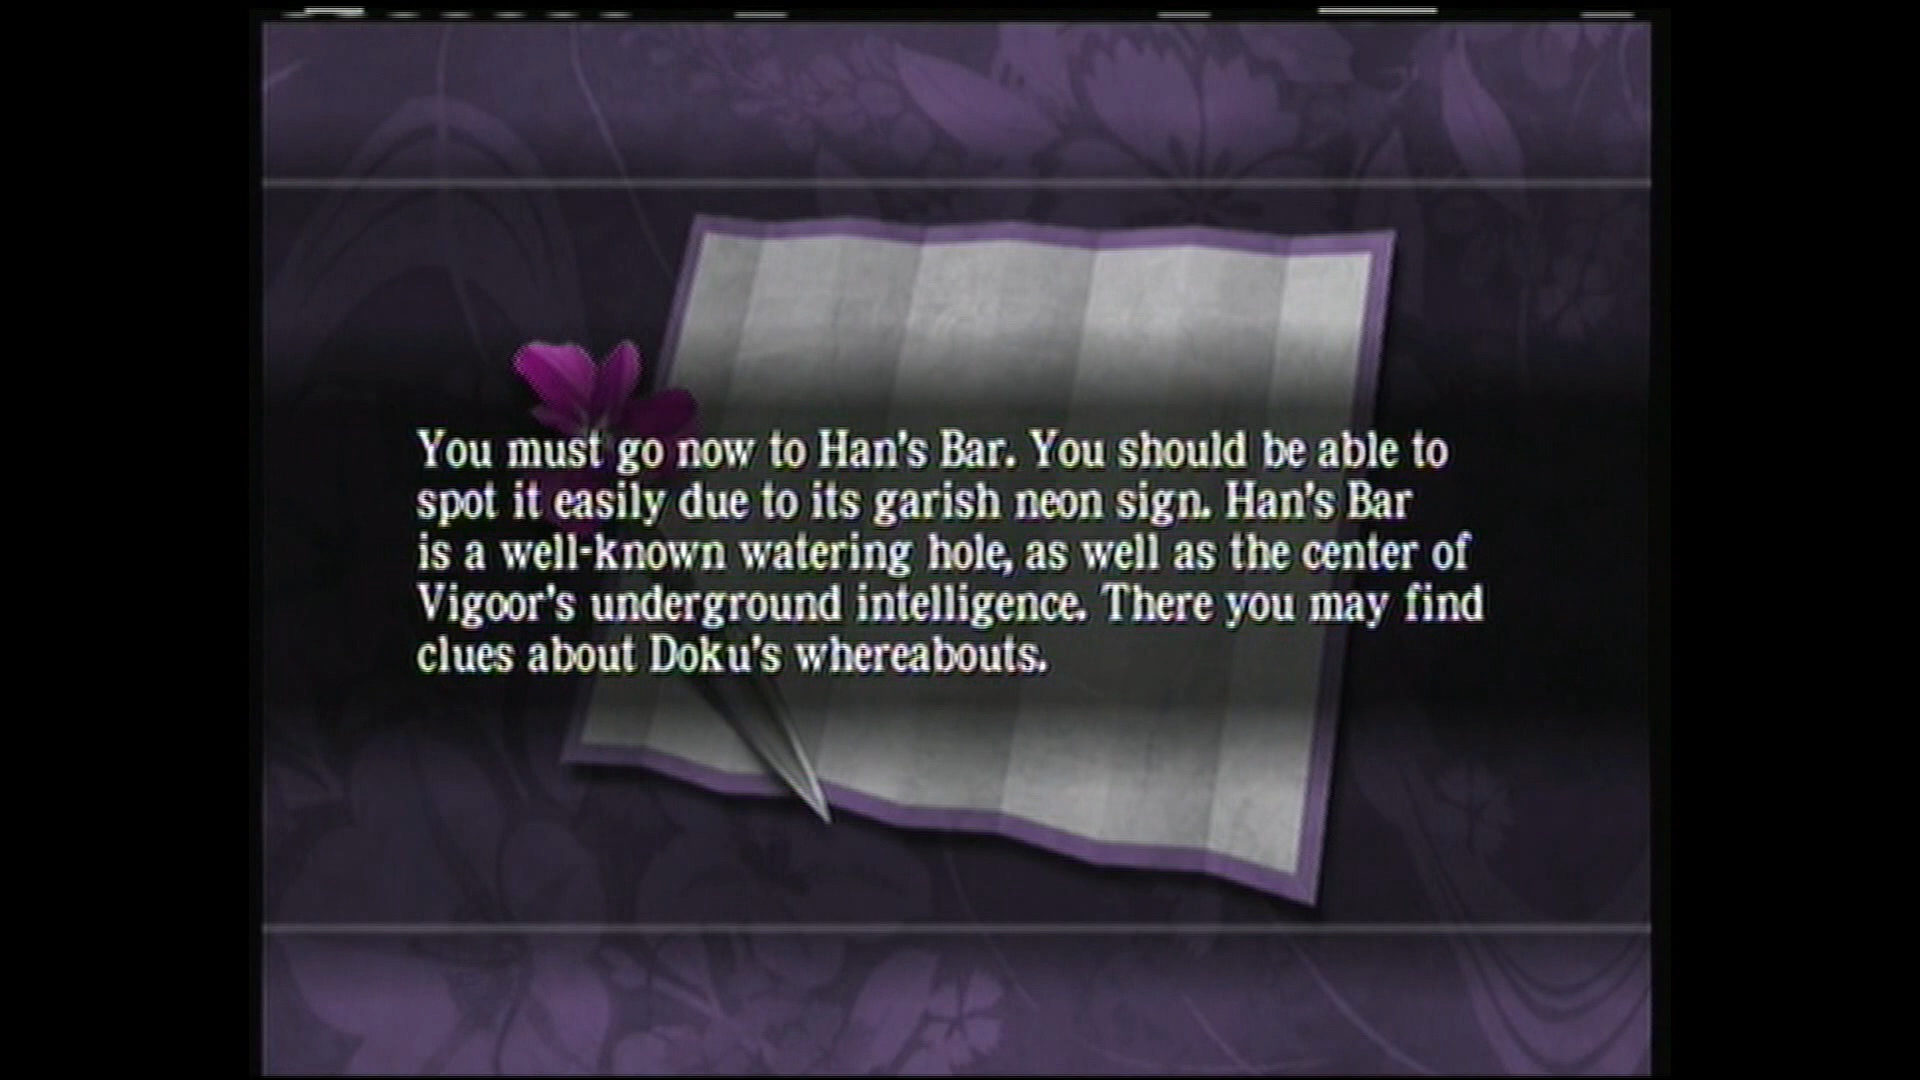 You must go now to Han's Bar. You should be able to
spot it easily due to its garish neon sign. Han's Bar
is a well-known watering hole, as well as the center of
Vigoor's underground intelligence. There you may find
clues about Doku's whereabouts.